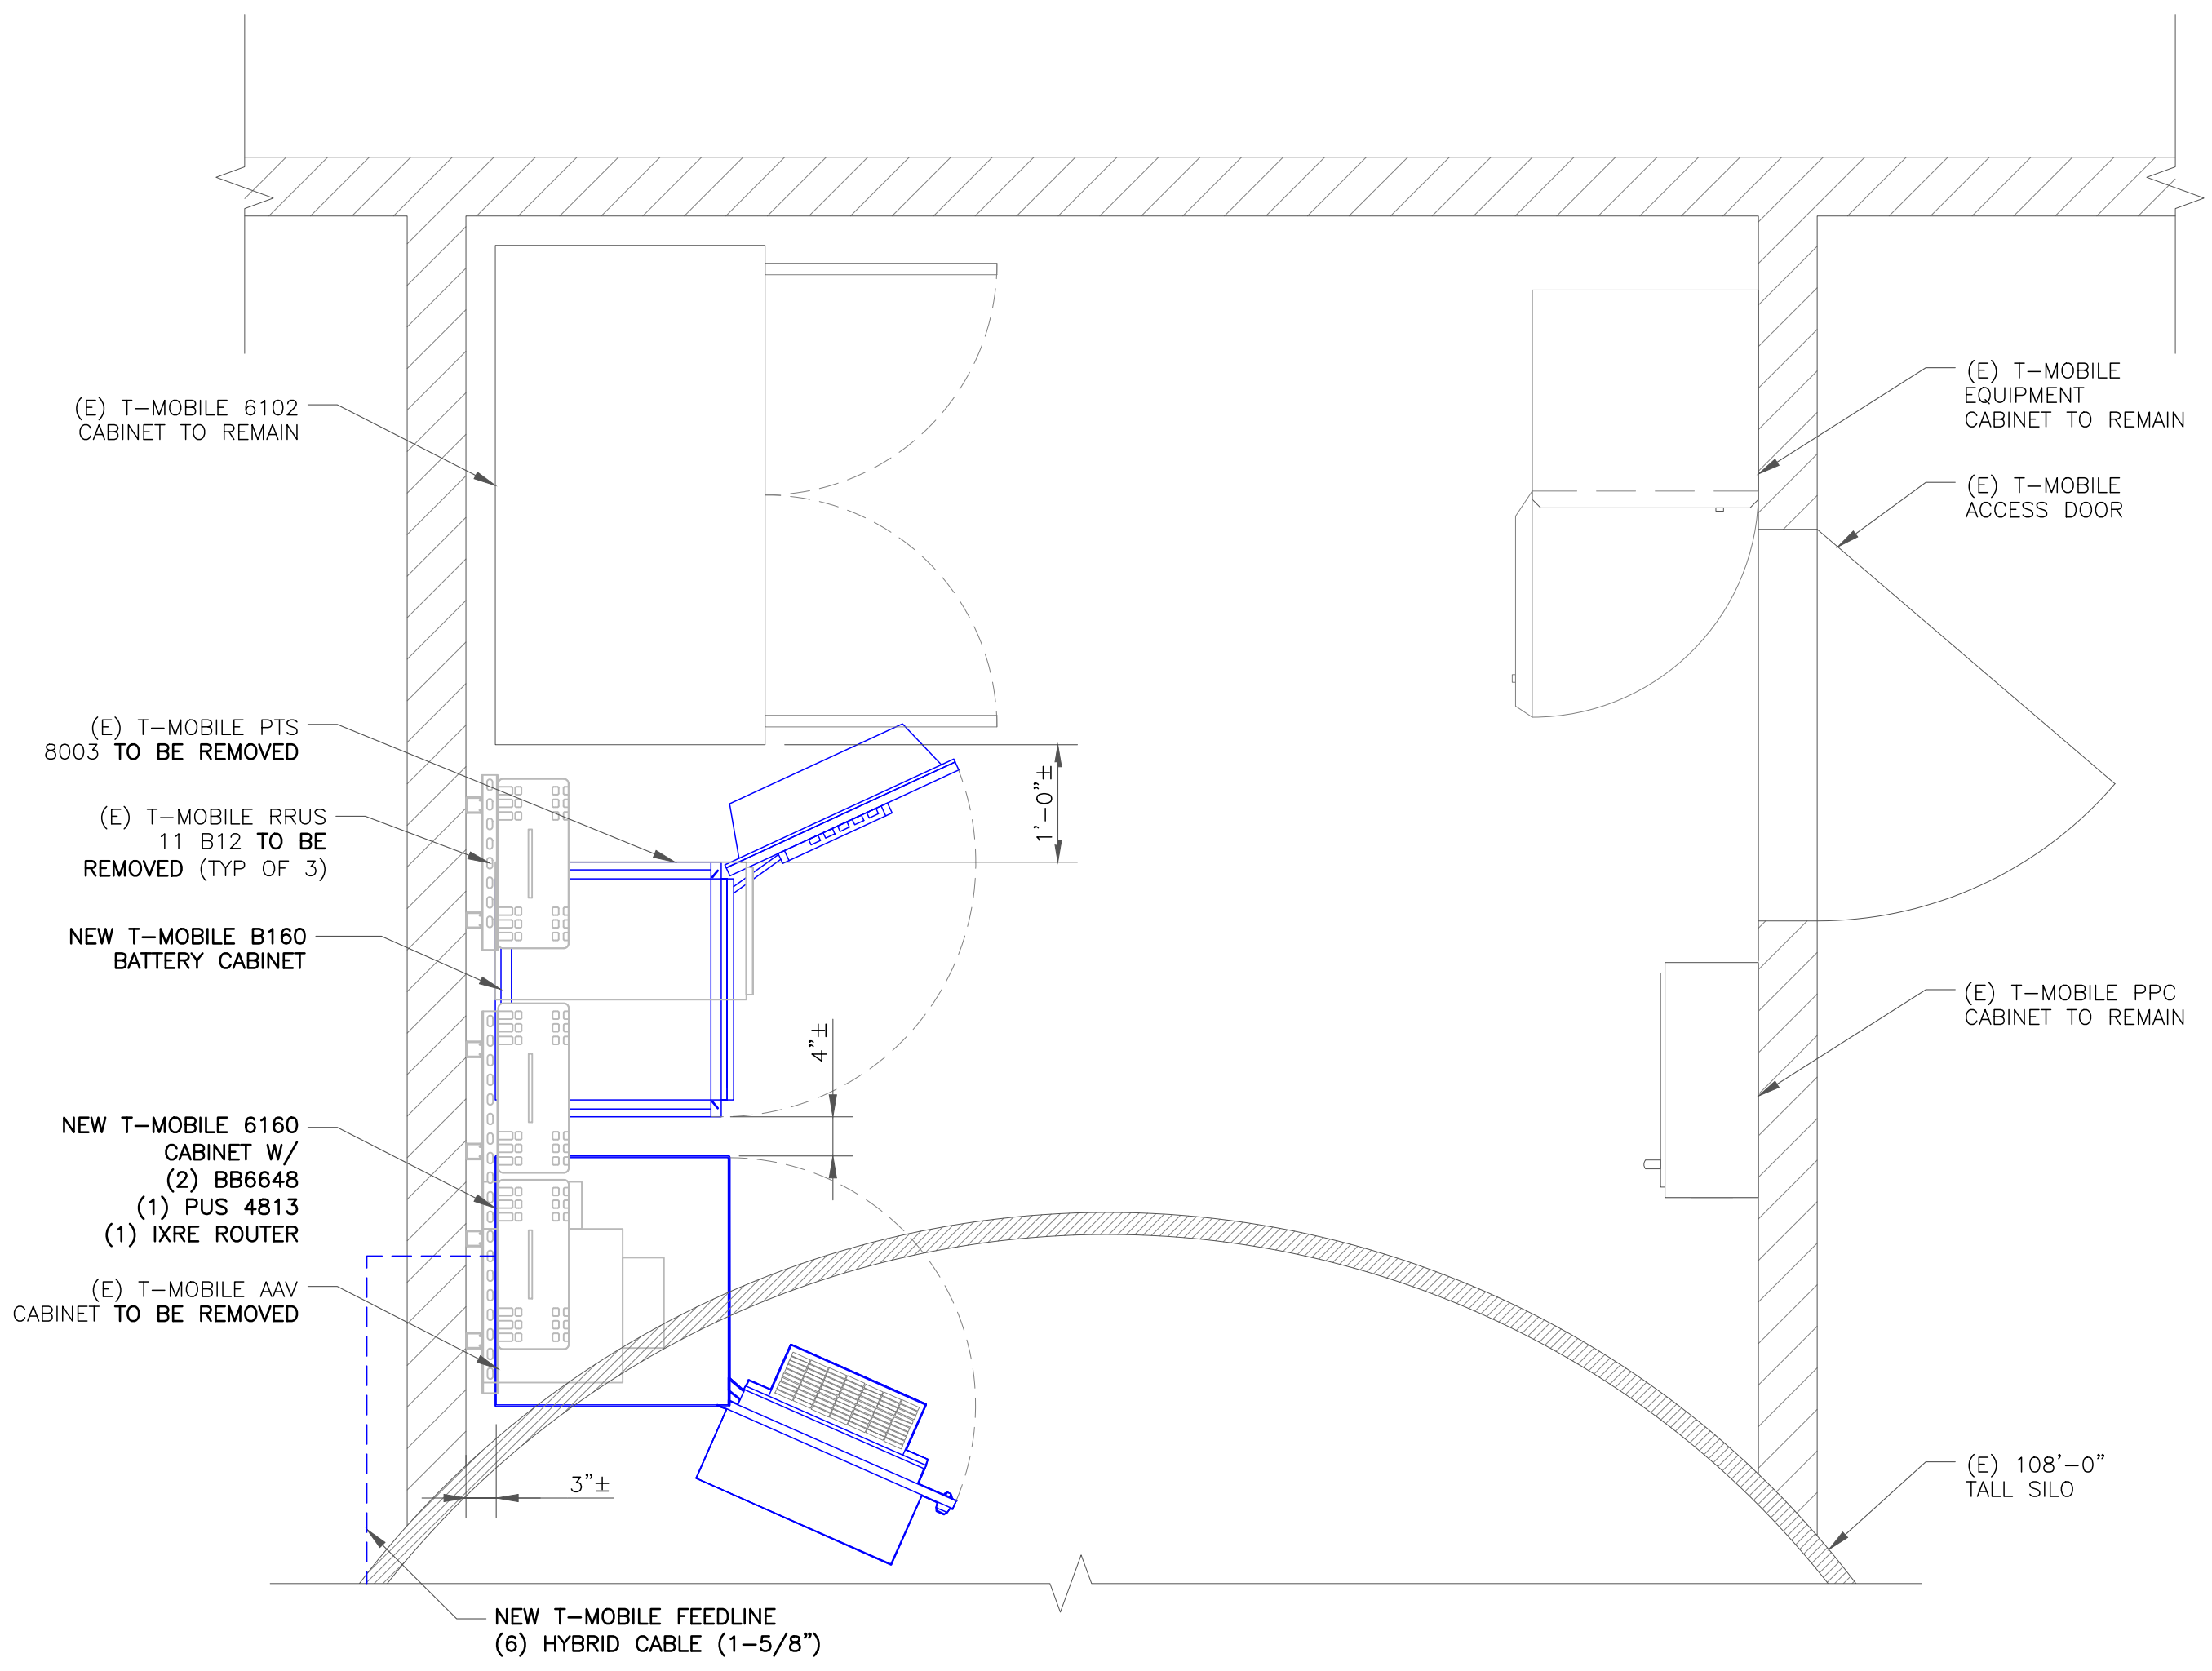 (E) T-MOBILE 6102
CABINET TO REMAIN
(E) T-MOBILE PTS
8003 TO BE REMOVED
(E) T-MOBILE RRUS
11 B12 TO BE
REMOVED (TYP OF 3)
NEW T-MOBILE B160
BATTERY CABINET
NEW T-MOBILE 6160
CABINET W/
(2) BB6648
(1) PUS 4813
(1) IXRE ROUTER
(E) T-MOBILE AAV
CABINET TO BE REMOVED
1'-0"±
4"±
3"±
NEW T-MOBILE FEEDLINE
(6) HYBRID CABLE (1-5/8")
(E) T-MOBILE
EQUIPMENT
CABINET TO REMAIN
(E) T-MOBILE
ACCESS DOOR
(E) T-MOBILE PPC
CABINET TO REMAIN
(E) 108'-0"
TALL SILO